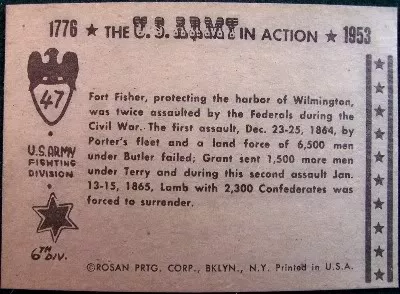 1776 ★ THE U.S. ARMY IN ACTION ★ 1953
47
Fort Fisher, protecting the harbor of Wilmington,
was twice assaulted by the Federals during the
Civil War. The first assault, Dec. 23-25, 1864, by
Porter's fleet and a land force of 6,500 men
under Butler failed; Grant sent 1,500 more men
under Terry and during this second assault Jan.
13-15, 1865, Lamb with 2,300 Confederates was
forced to surrender.
U.S. ARMY
FIGHTING
DIVISION
6TH DIV.
©ROSAN PRTG. CORP., BKLYN., N.Y. Printed in U.S.A.